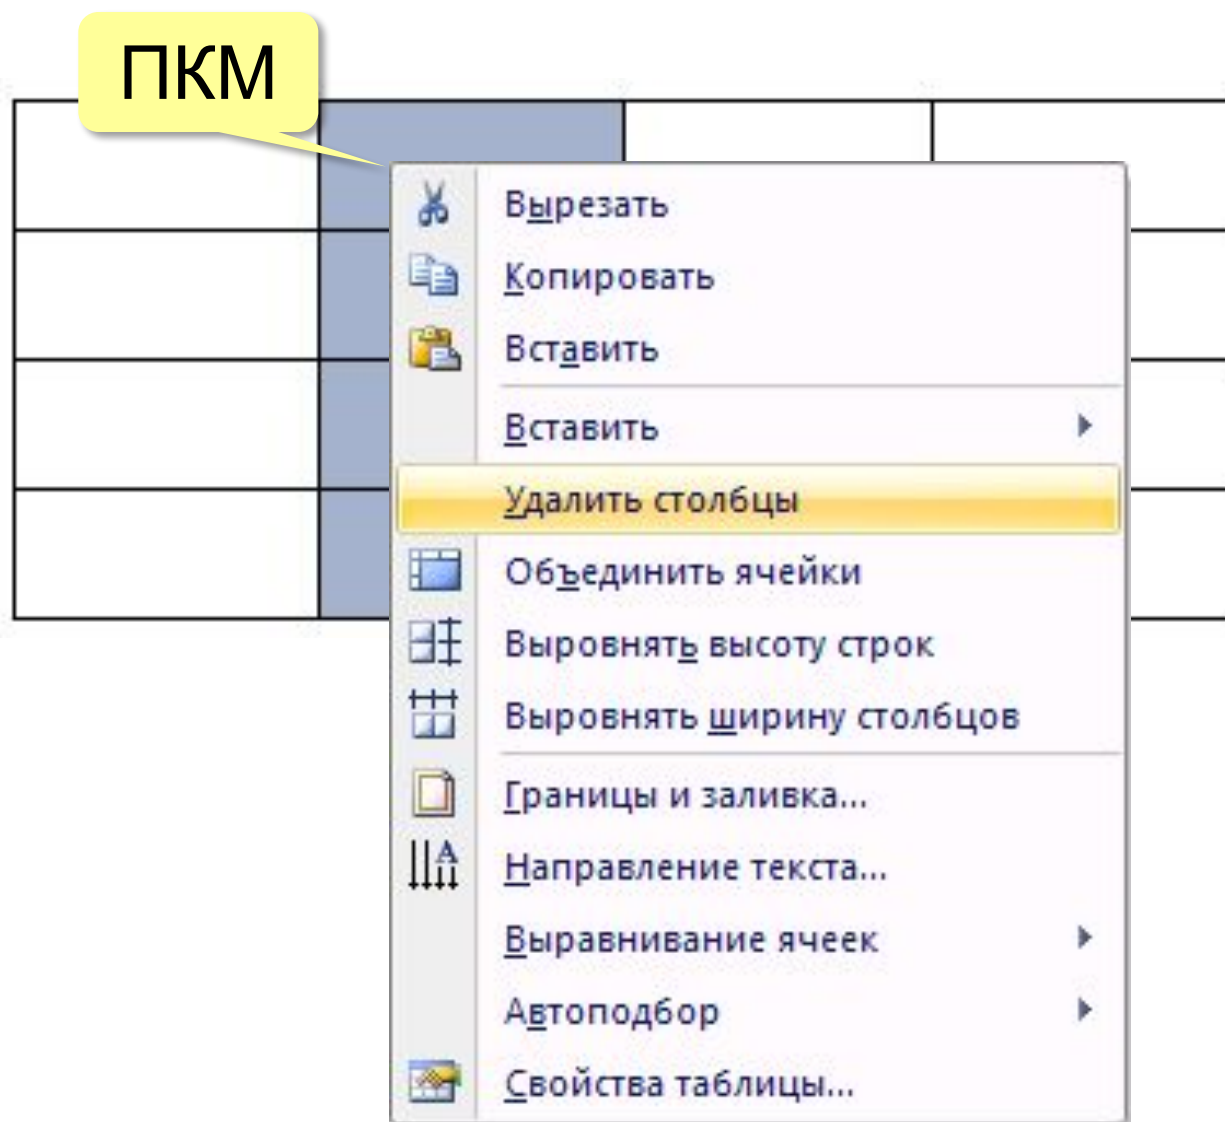 ПКМ
Вырезать
Копировать
Вставить
Вставить
Удалить столбцы
Объединить ячейки
Выровнять высоту строк
Выровнять ширину столбцов
Границы и заливка...
Направление текста...
Выравнивание ячеек
Автоподбор
Свойства таблицы...